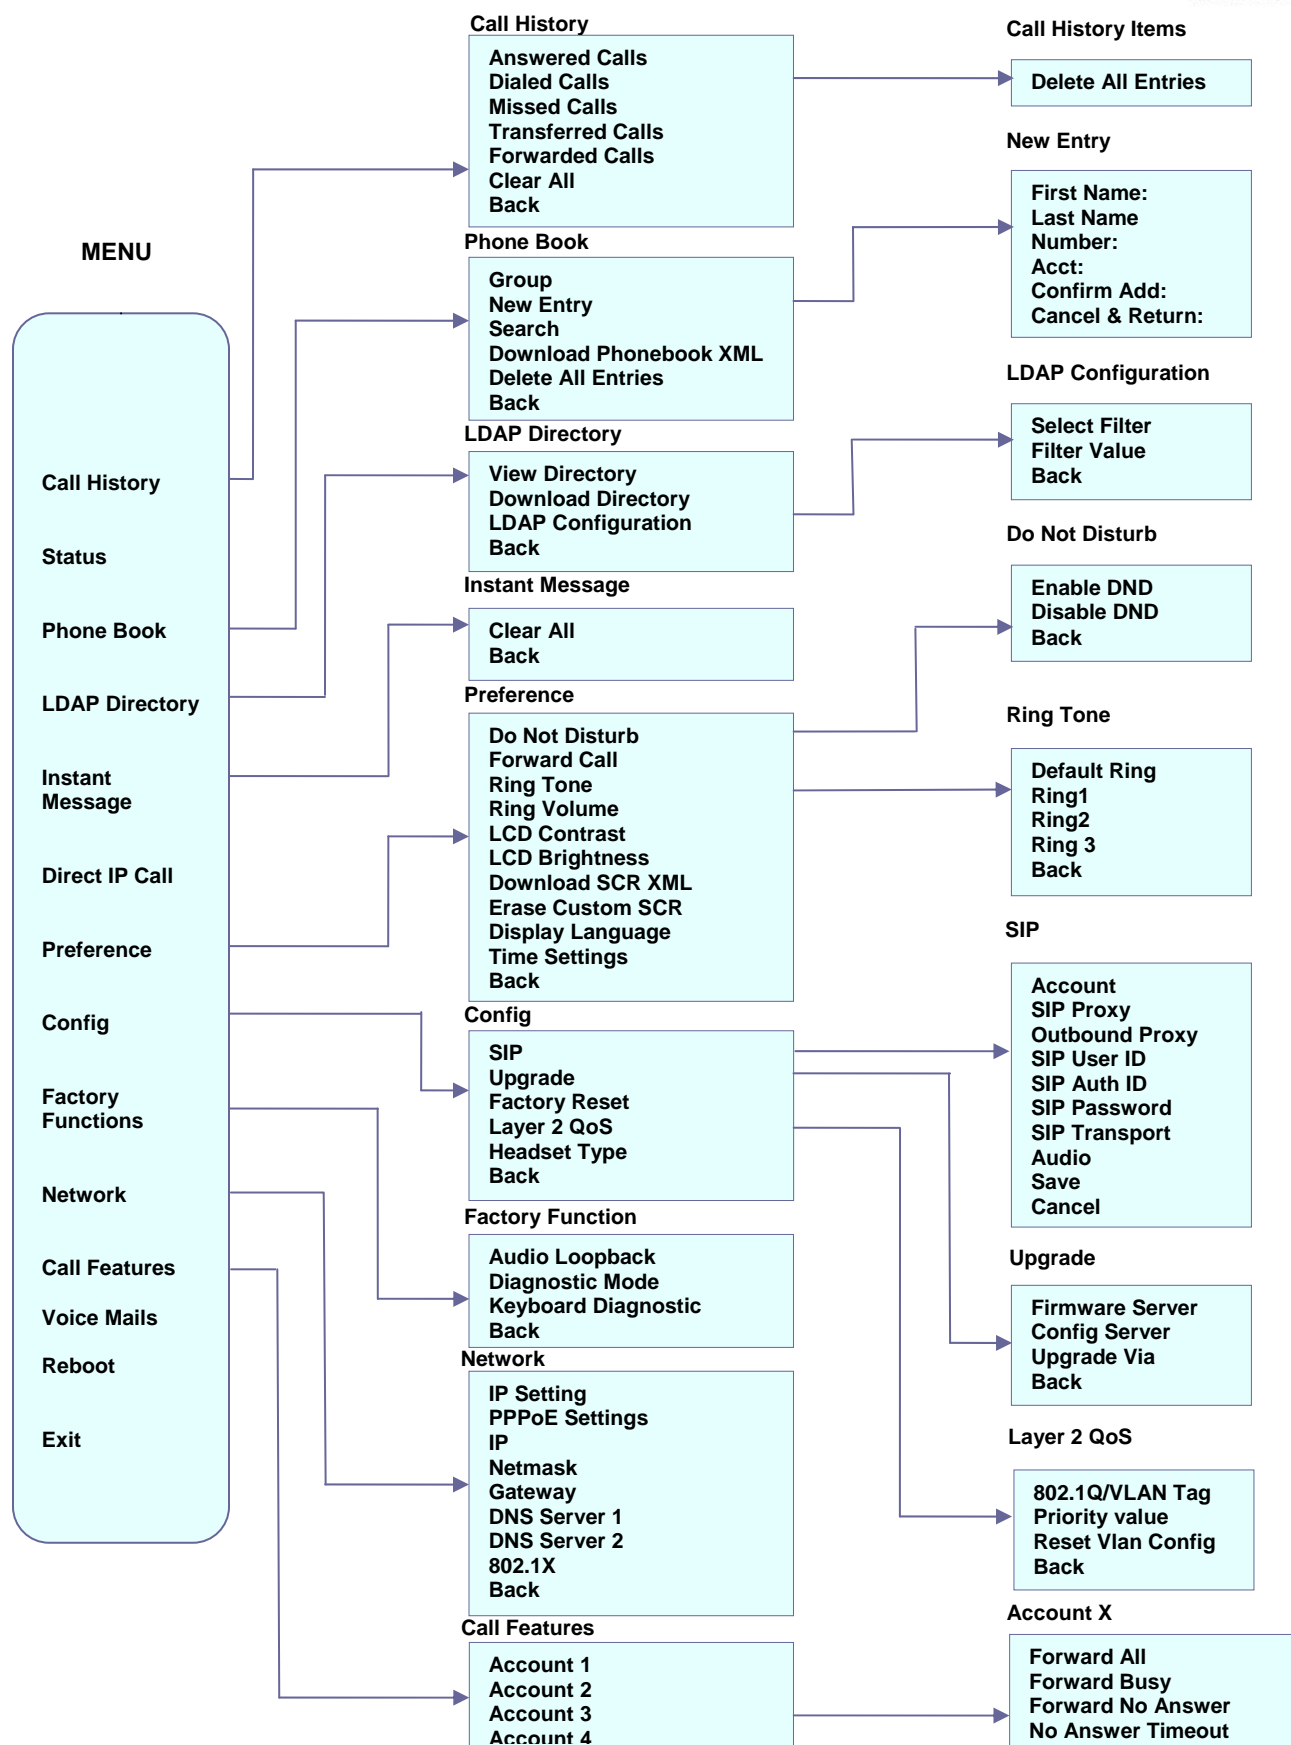 MENU
Call History
Status
Phone Book
LDAP Directory
Instant
Message
Direct IP Call
Preference
Config
Factory
Functions
Network
Call Features
Voice Mails
Reboot
Exit
Call History
Answered Calls
Dialed Calls
Missed Calls
Transferred Calls
Forwarded Calls
Clear All
Back
Phone Book
Group
New Entry
Search
Download Phonebook XML
Delete All Entries
Back
LDAP Directory
View Directory
Download Directory
LDAP Configuration
Back
Instant Message
Clear All
Back
Preference
Do Not Disturb
Forward Call
Ring Tone
Ring Volume
LCD Contrast
LCD Brightness
Download SCR XML
Erase Custom SCR
Display Language
Time Settings
Back
Config
SIP
Upgrade
Factory Reset
Layer 2 QoS
Headset Type
Back
Factory Function
Audio Loopback
Diagnostic Mode
Keyboard Diagnostic
Back
Network
IP Setting
PPPoE Settings
IP
Netmask
Gateway
DNS Server 1
DNS Server 2
802.1X
Back
Call Features
Account 1
Account 2
Account 3
Account 4
Call History Items
Delete All Entries
New Entry
First Name:
Last Name
Number:
Acct:
Confirm Add:
Cancel & Return:
LDAP Configuration
Select Filter
Filter Value
Back
Do Not Disturb
Enable DND
Disable DND
Back
Ring Tone
Default Ring
Ring1
Ring2
Ring 3
Back
SIP
Account
SIP Proxy
Outbound Proxy
SIP User ID
SIP Auth ID
SIP Password
SIP Transport
Audio
Save
Cancel
Upgrade
Firmware Server
Config Server
Upgrade Via
Back
Layer 2 QoS
802.1Q/VLAN Tag
Priority value
Reset Vlan Config
Back
Account X
Forward All
Forward Busy
Forward No Answer
No Answer Timeout